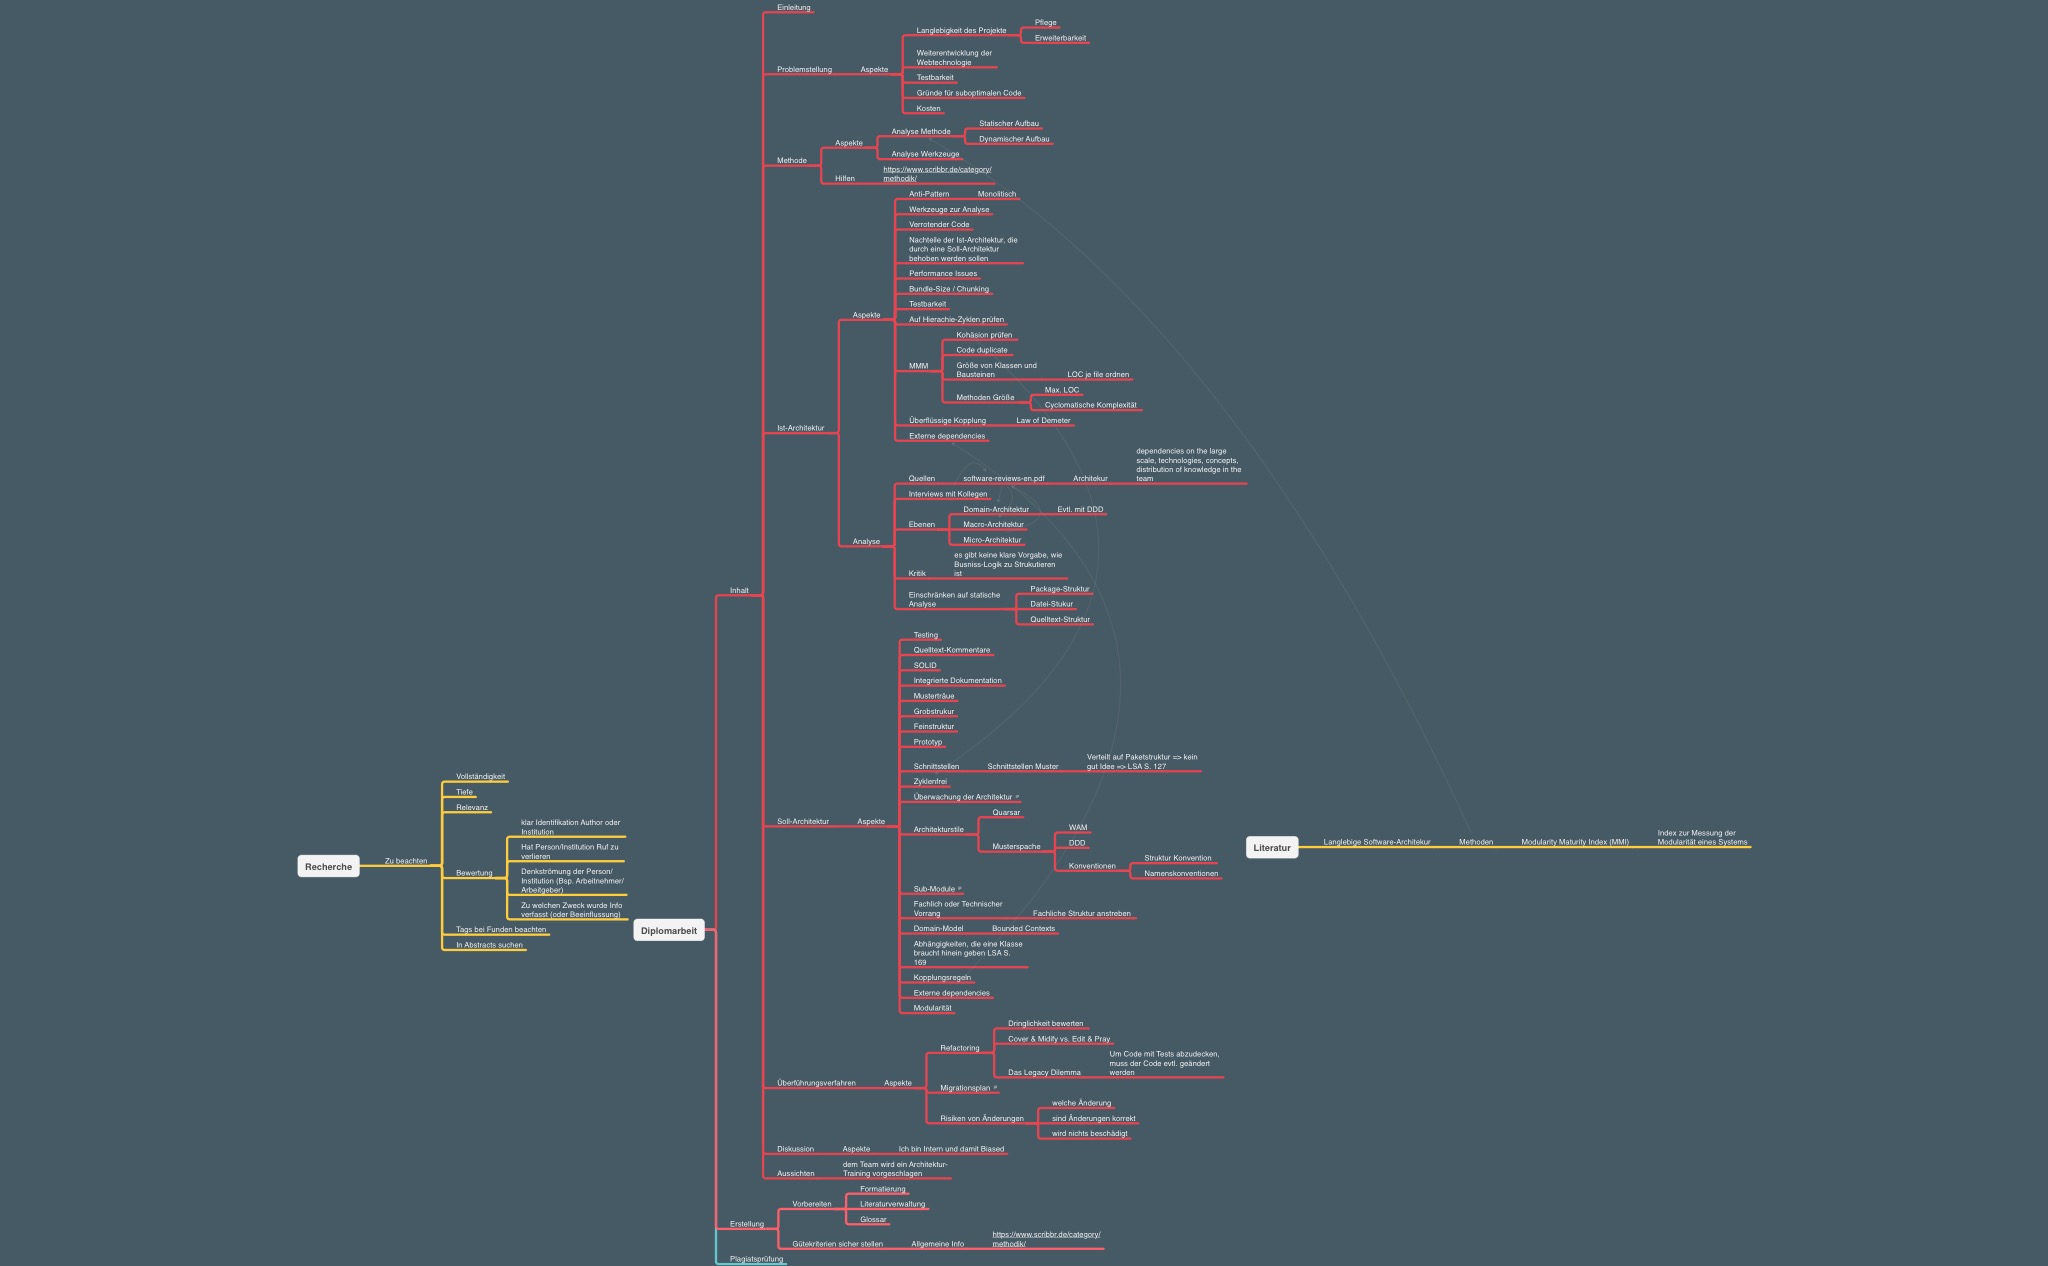 Recherche
Zu beachten
Vollständigkeit
Tiefe
Relevanz
Bewertung
klar Identifikation Author oder
Institution
Hat Person/Institution Ruf zu
verlieren
Denkströmung der Person/
Institution (Bsp. Arbeitnehmer/
Arbeitgeber)
Zu welchen Zweck wurde Info
verfasst (oder Beeinflussung)
Tags bei Funden beachten
In Abstracts suchen
Diplomarbeit
Inhalt
Einleitung
Problemstellung
Aspekte
Langlebigkeit des Projekte
Pflege
Erweiterbarkeit
Weiterentwicklung der
Webtechnologie
Testbarkeit
Gründe für suboptimalen Code
Kosten
Methode
Aspekte
Analyse Methode
Statischer Aufbau
Dynamischer Aufbau
Analyse Werkzeuge
Hilfen
https://www.scribbr.de/category/
methodik/
Ist-Architektur
Aspekte
Anti-Pattern
Monolitisch
Werkzeuge zur Analyse
Verrotender Code
Nachteile der Ist-Architektur, die
durch eine Soll-Architektur
behoben werden sollen
Performance Issues
Bundle-Size / Chunking
Testbarkeit
Auf Hierachie-Zyklen prüfen
MMM
Kohäsion prüfen
Code duplicate
Größe von Klassen und
Bausteinen
LOC je file ordnen
Methoden Größe
Max. LOC
Cyclomatische Komplexität
Überflüssige Kopplung
Law of Demeter
Externe dependencies
Analyse
Quellen
software-reviews-en.pdf
Architekur
dependencies on the large
scale, technologies, concepts,
distribution of knowledge in the
team
Interviews mit Kollegen
Ebenen
Domain-Architektur
Evtl. mit DDD
Macro-Architektur
Micro-Architektur
Kritik
es gibt keine klare Vorgabe, wie
Busniss-Logik zu Strukutieren
ist
Einschränken auf statische
Analyse
Package-Struktur
Datei-Stukur
Quelltext-Struktur
Soll-Architektur
Aspekte
Testing
Quelltext-Kommentare
SOLID
Integrierte Dokumentation
Musterträue
Grobstrukur
Feinstruktur
Prototyp
Schnittstellen
Schnittstellen Muster
Verteilt auf Paketstruktur => kein
gut Idee => LSA S. 127
Zyklenfrei
Überwachung der Architektur
Architekturstile
Quarsar
Musterspache
WAM
DDD
Konventionen
Struktur Konvention
Namenskonventionen
Sub-Module
Fachlich oder Technischer
Vorrang
Fachliche Struktur anstreben
Domain-Model
Bounded Contexts
Abhängigkeiten, die eine Klasse
braucht hinein geben LSA S.
169
Kopplungsregeln
Externe dependencies
Modularität
Überführungsverfahren
Aspekte
Refactoring
Dringlichkeit bewerten
Cover & Midify vs. Edit & Pray
Das Legacy Dilemma
Um Code mit Tests abzudecken,
muss der Code evtl. geändert
werden
Migrationsplan
Risiken von Änderungen
welche Änderung
sind Änderungen korrekt
wird nichts beschädigt
Diskussion
Aspekte
Ich bin Intern und damit Biased
Aussichten
dem Team wird ein Architektur-
Training vorgeschlagen
Erstellung
Vorbereiten
Formatierung
Literaturverwaltung
Glossar
Gütekriterien sicher stellen
Allgemeine Info
https://www.scribbr.de/category/
methodik/
Plagiatsprüfung
Literatur
Langlebige Software-Architekur
Methoden
Modularity Maturity Index (MMI)
Index zur Messung der
Modularität eines Systems